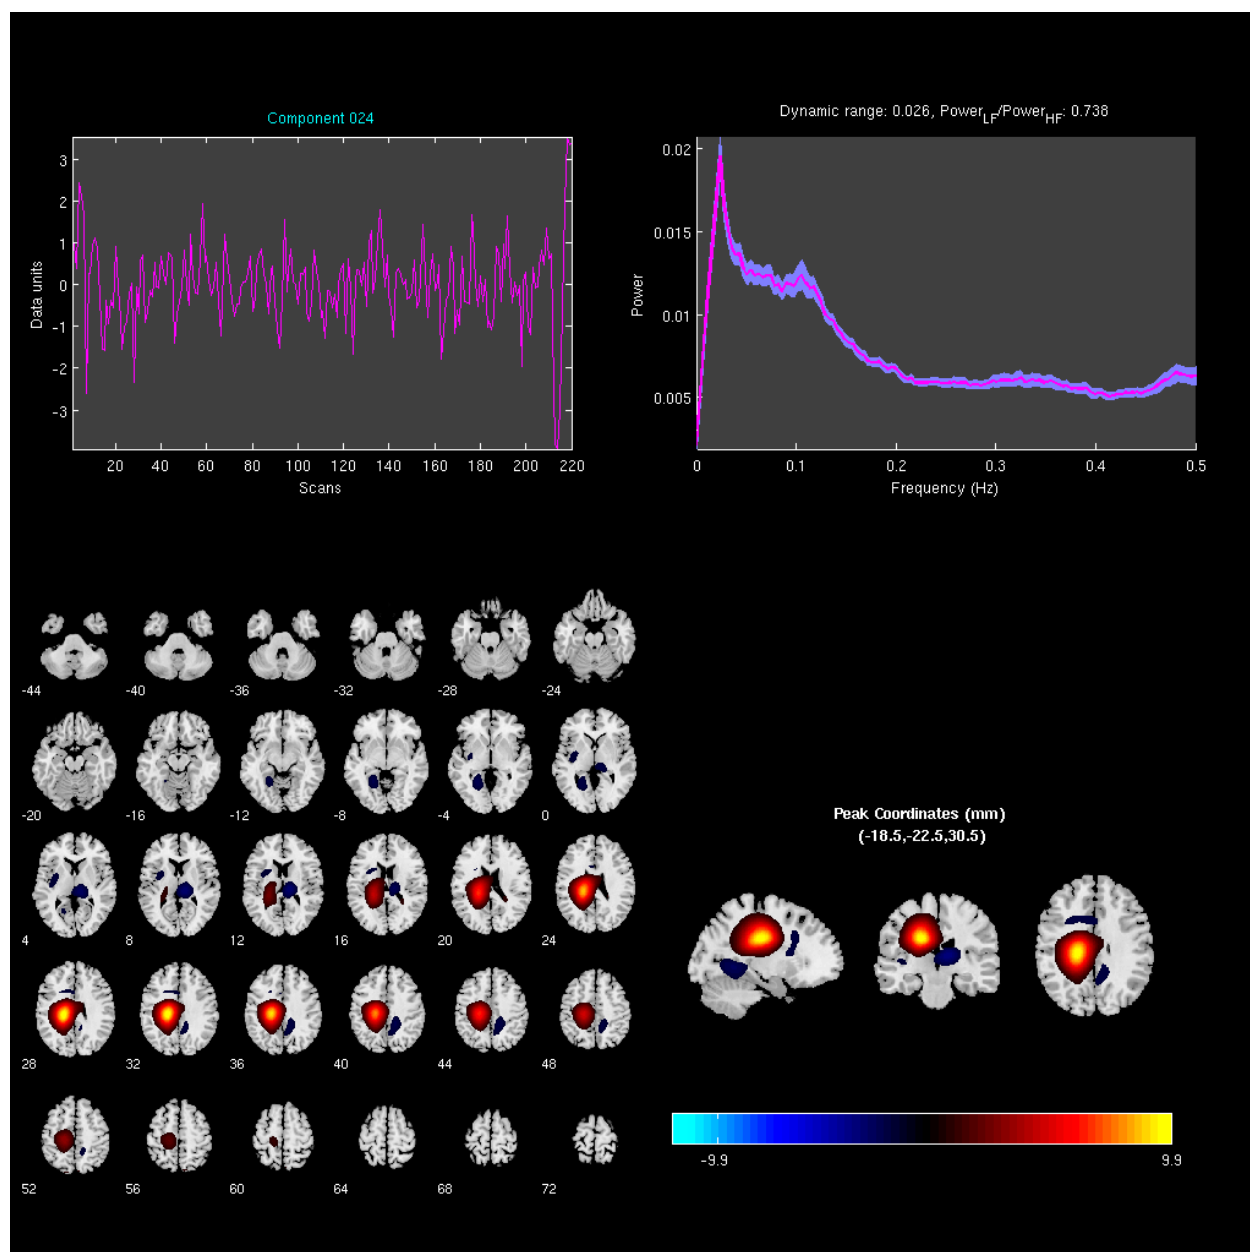 Component 024
3
2
1
0
-1
-2
-3
Data units
20 40 60 80 100 120 140 160 180 200 220
Scans
Dynamic range: 0.026, Power_LF/Power_HF: 0.738
0.02
0.015
0.01
0.005
Power
0 0.1 0.2 0.3 0.4 0.5
Frequency (Hz)
-44 -40 -36 -32 -28 -24
-20 -16 -12 -8 -4 0
4 8 12 16 20 24
28 32 36 40 44 48
52 56 60 64 68 72
Peak Coordinates (mm)
(-18.5,-22.5,30.5)
-9.9 9.9